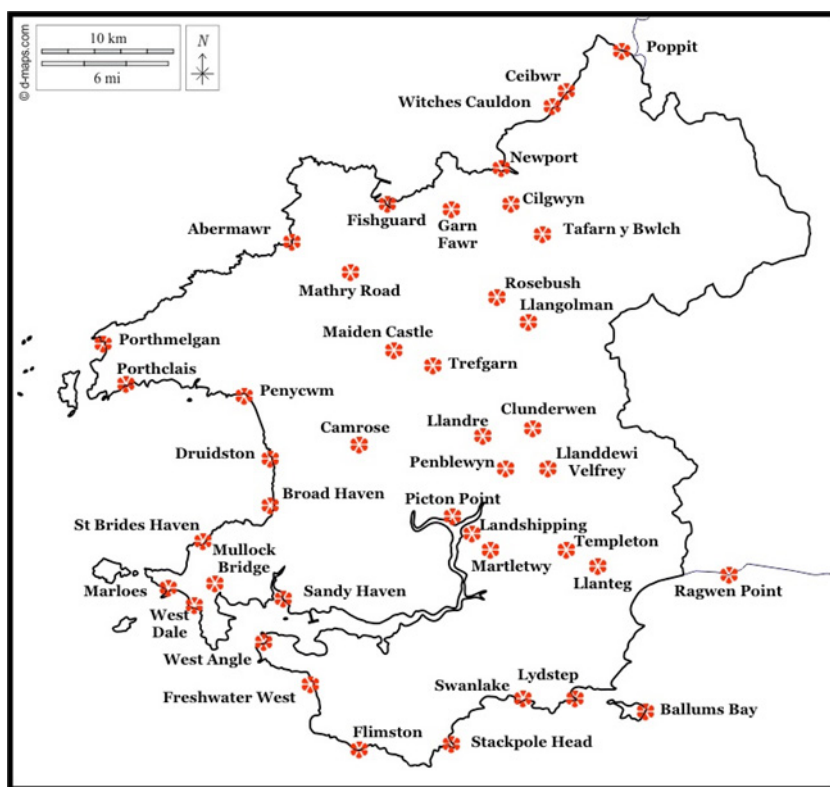 10 km
6 mi
N
© d-maps.com
Poppit
Ceibwr
Witches Cauldon
Newport
Cilgwyn
Fishguard
Garn
Fawr
Tafarn y Bwlch
Abermawr
Mathry Road
Rosebush
Llangolman
Maiden Castle
Porthmelgan
Trefgarn
Porthclais
Penycwm
Clunderwen
Camrose
Llandre
Druidston
Penblewyn
Llanddewi
Velfrey
Broad Haven
Picton Point
St Brides Haven
Landshipping
Mullock
Bridge
Templeton
Martletwy
Llanteg
Marloes
Sandy Haven
Ragwen Point
West
Dale
West Angle
Lydstep
Swanlake
Freshwater West
Ballums Bay
Flimston
Stackpole Head